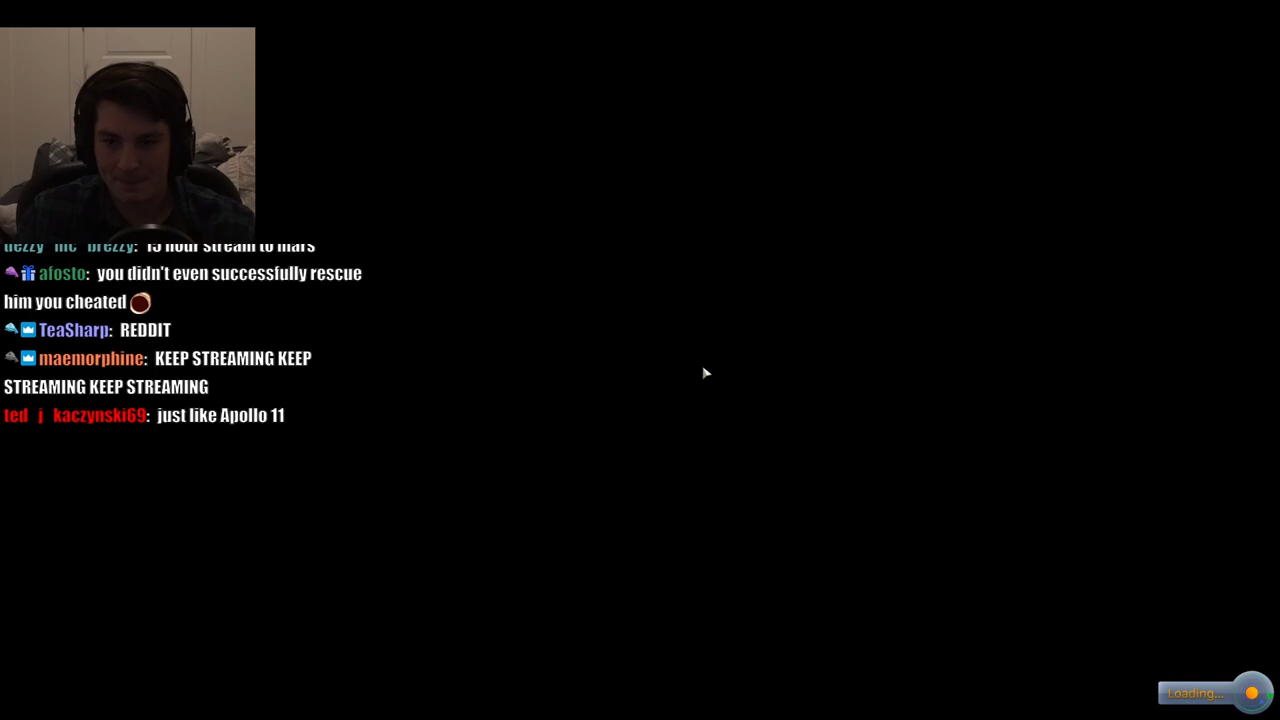 dezzy_mc_brezzy: 15 hour stream to mars
afosto: you didn't even successfully rescue
him you cheated
TeaSharp: REDDIT
maemorphine: KEEP STREAMING KEEP
STREAMING KEEP STREAMING
ted_j_kaczynski69: just like Apollo 11
Loading...